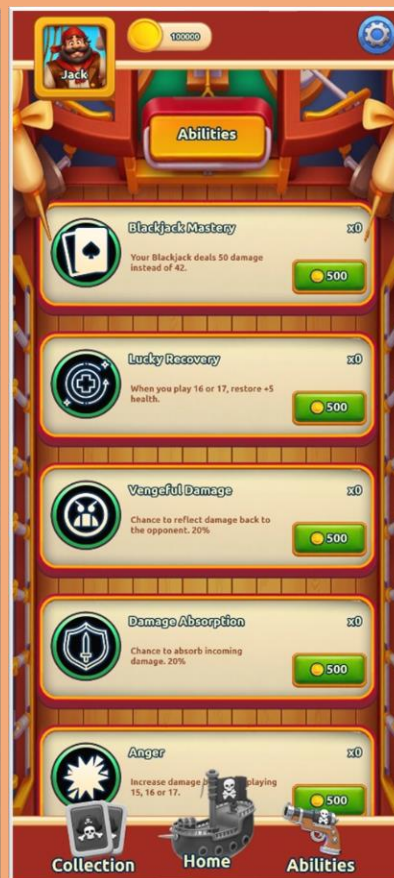 100000
Jack
Abilities
Blackjack Mastery x0
Your Blackjack deals 50 damage
instead of 42.
500
Lucky Recovery x0
When you play 16 or 17, restore +5
health.
500
Vengeful Damage x0
Chance to reflect damage back to
the opponent. 20%
500
Damage Absorption x0
Chance to absorb incoming
damage. 20%
500
Anger x0
Increase damage playing
15, 16 or 17.
500
Collection Home Abilities